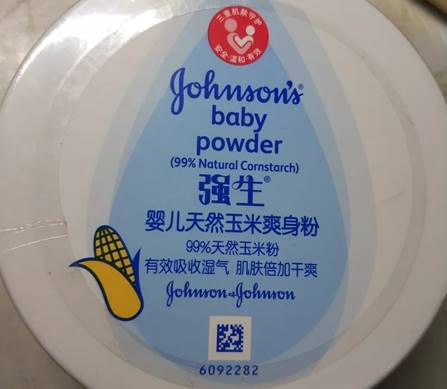 三重肌肤守护
安全·温和·有效
Johnson's®
baby
powder
(99% Natural Cornstarch)
强生®
婴儿天然玉米爽身粉
99%天然玉米粉
有效吸收湿气 肌肤倍加干爽
Johnson & Johnson
6092282